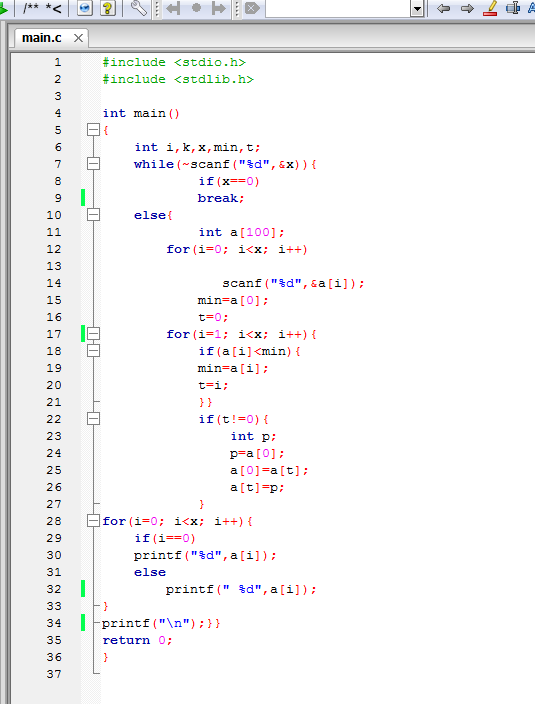 /** *<
main.c ×
1 #include <stdio.h>
2 #include <stdlib.h>
3
4 int main()
5 {
6 int i,k,x,min,t;
7 while(~scanf("%d",&x)){
8 if(x==0)
9 break;
10 else{
11 int a[100];
12 for(i=0; i<x; i++)
13
14 scanf("%d",&a[i]);
15 min=a[0];
16 t=0;
17 for(i=1; i<x; i++){
18 if(a[i]<min){
19 min=a[i];
20 t=i;
21 }}
22 if(t!=0){
23 int p;
24 p=a[0];
25 a[0]=a[t];
26 a[t]=p;
27 }
28 for(i=0; i<x; i++){
29 if(i==0)
30 printf("%d",a[i]);
31 else
32 printf(" %d",a[i]);
33 }
34 printf("\n");}}
35 return 0;
36 }
37